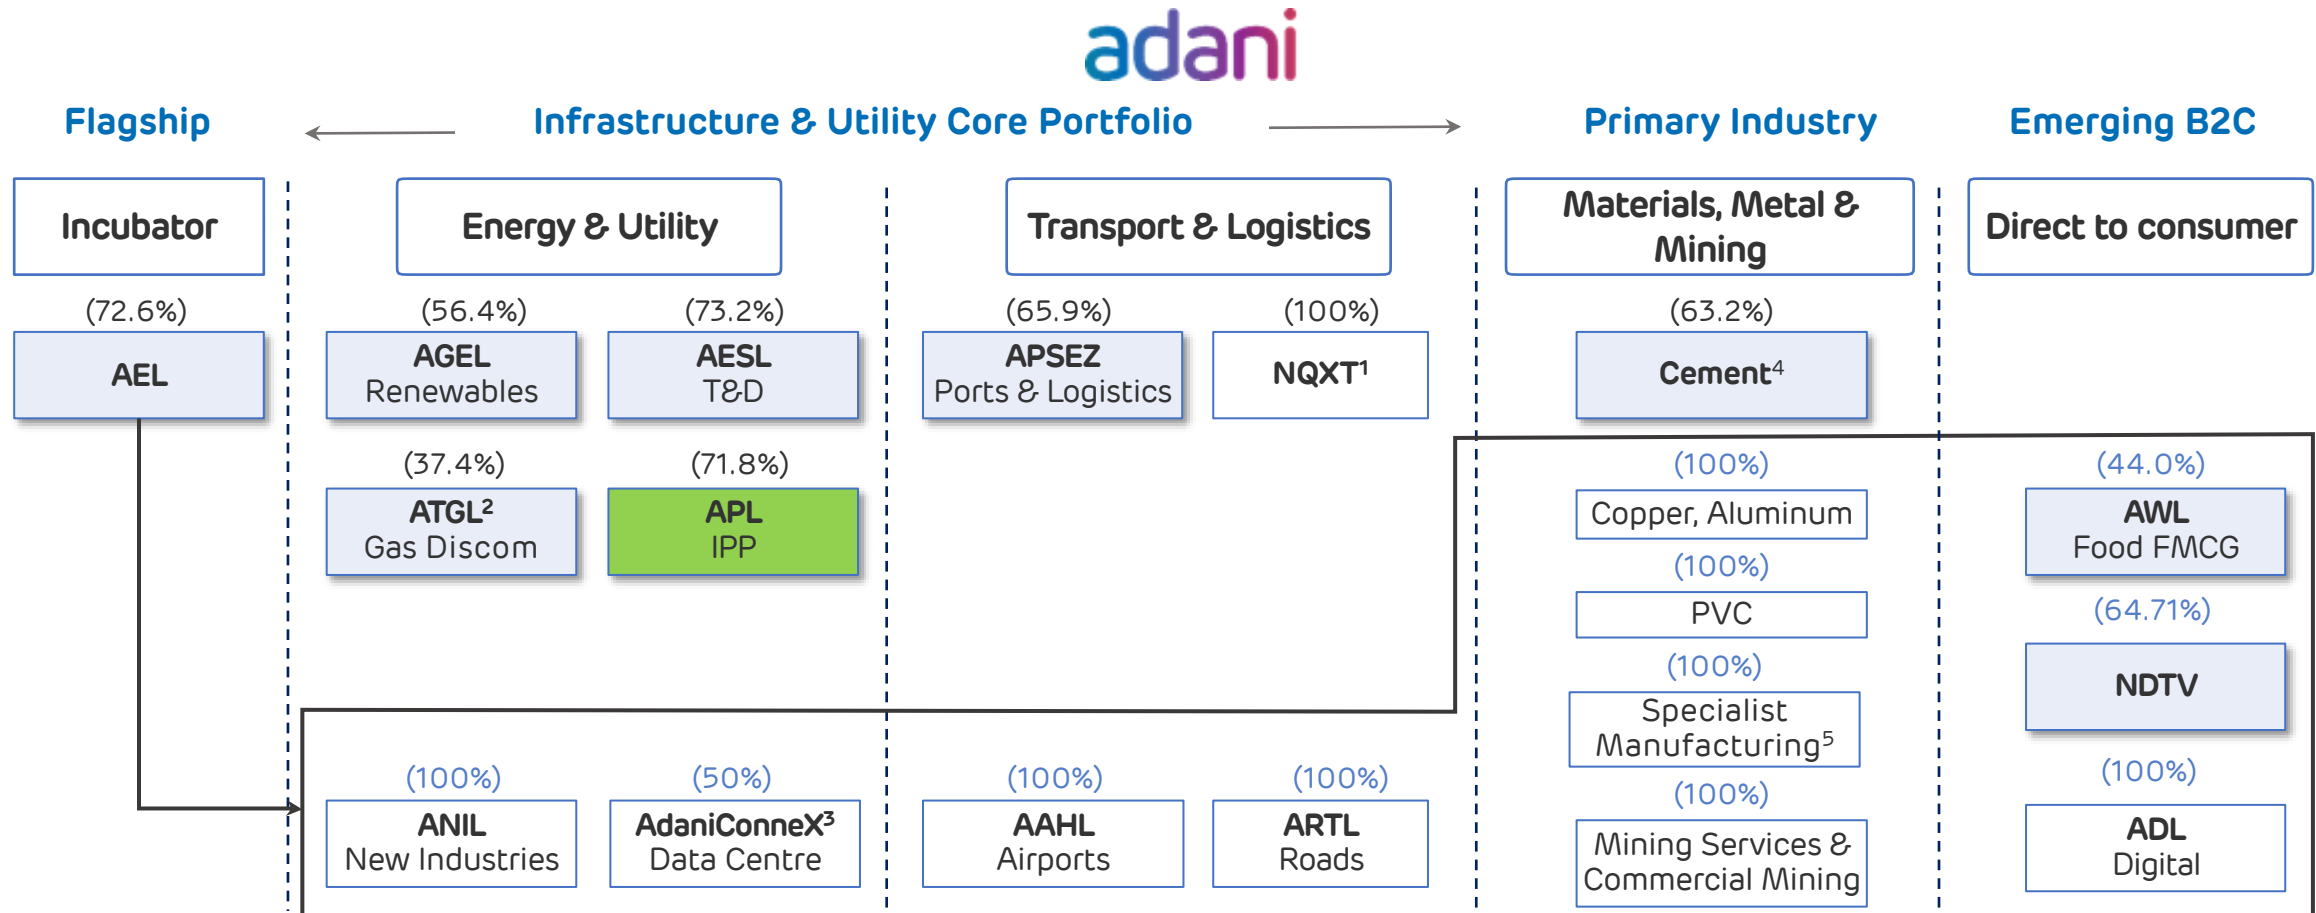 adani
Flagship
Infrastructure & Utility Core Portfolio
Primary Industry
Emerging B2C
Incubator
Energy & Utility
Transport & Logistics
Materials, Metal &
Mining
Direct to consumer
(72.6%)
AEL
(56.4%)
AGEL
Renewables
(73.2%)
AESL
T&D
(65.9%)
APSEZ
Ports & Logistics
(100%)
NQXT¹
(63.2%)
Cement⁴
(37.4%)
ATGL²
Gas Discom
(71.8%)
APL
IPP
(100%)
Copper, Aluminum
(100%)
PVC
(100%)
Specialist
Manufacturing⁵
(100%)
Mining Services &
Commercial Mining
(44.0%)
AWL
Food FMCG
(64.71%)
NDTV
(100%)
ADL
Digital
(100%)
ANIL
New Industries
(50%)
AdaniConneX³
Data Centre
(100%)
AAHL
Airports
(100%)
ARTL
Roads